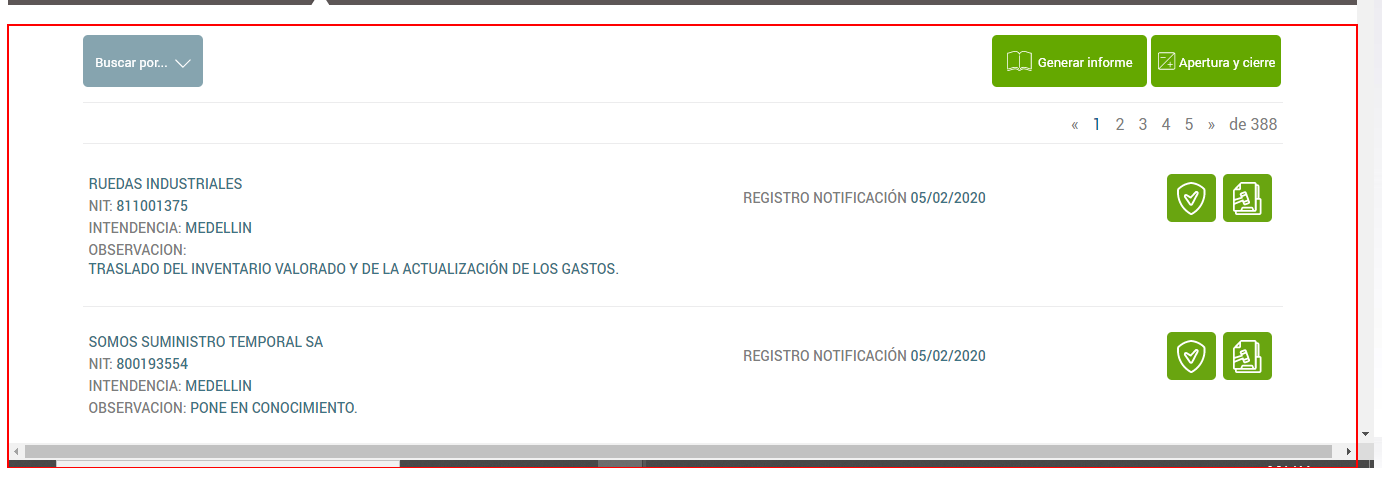 Buscar por...
Generar informe
Apertura y cierre
« 1 2 3 4 5 » de 388
RUEDAS INDUSTRIALES
NIT: 811001375
REGISTRO NOTIFICACIÓN 05/02/2020
INTENDENCIA: MEDELLIN
OBSERVACION:
TRASLADO DEL INVENTARIO VALORADO Y DE LA ACTUALIZACIÓN DE LOS GASTOS.
SOMOS SUMINISTRO TEMPORAL SA
NIT: 800193554
REGISTRO NOTIFICACIÓN 05/02/2020
INTENDENCIA: MEDELLIN
OBSERVACION: PONE EN CONOCIMIENTO.